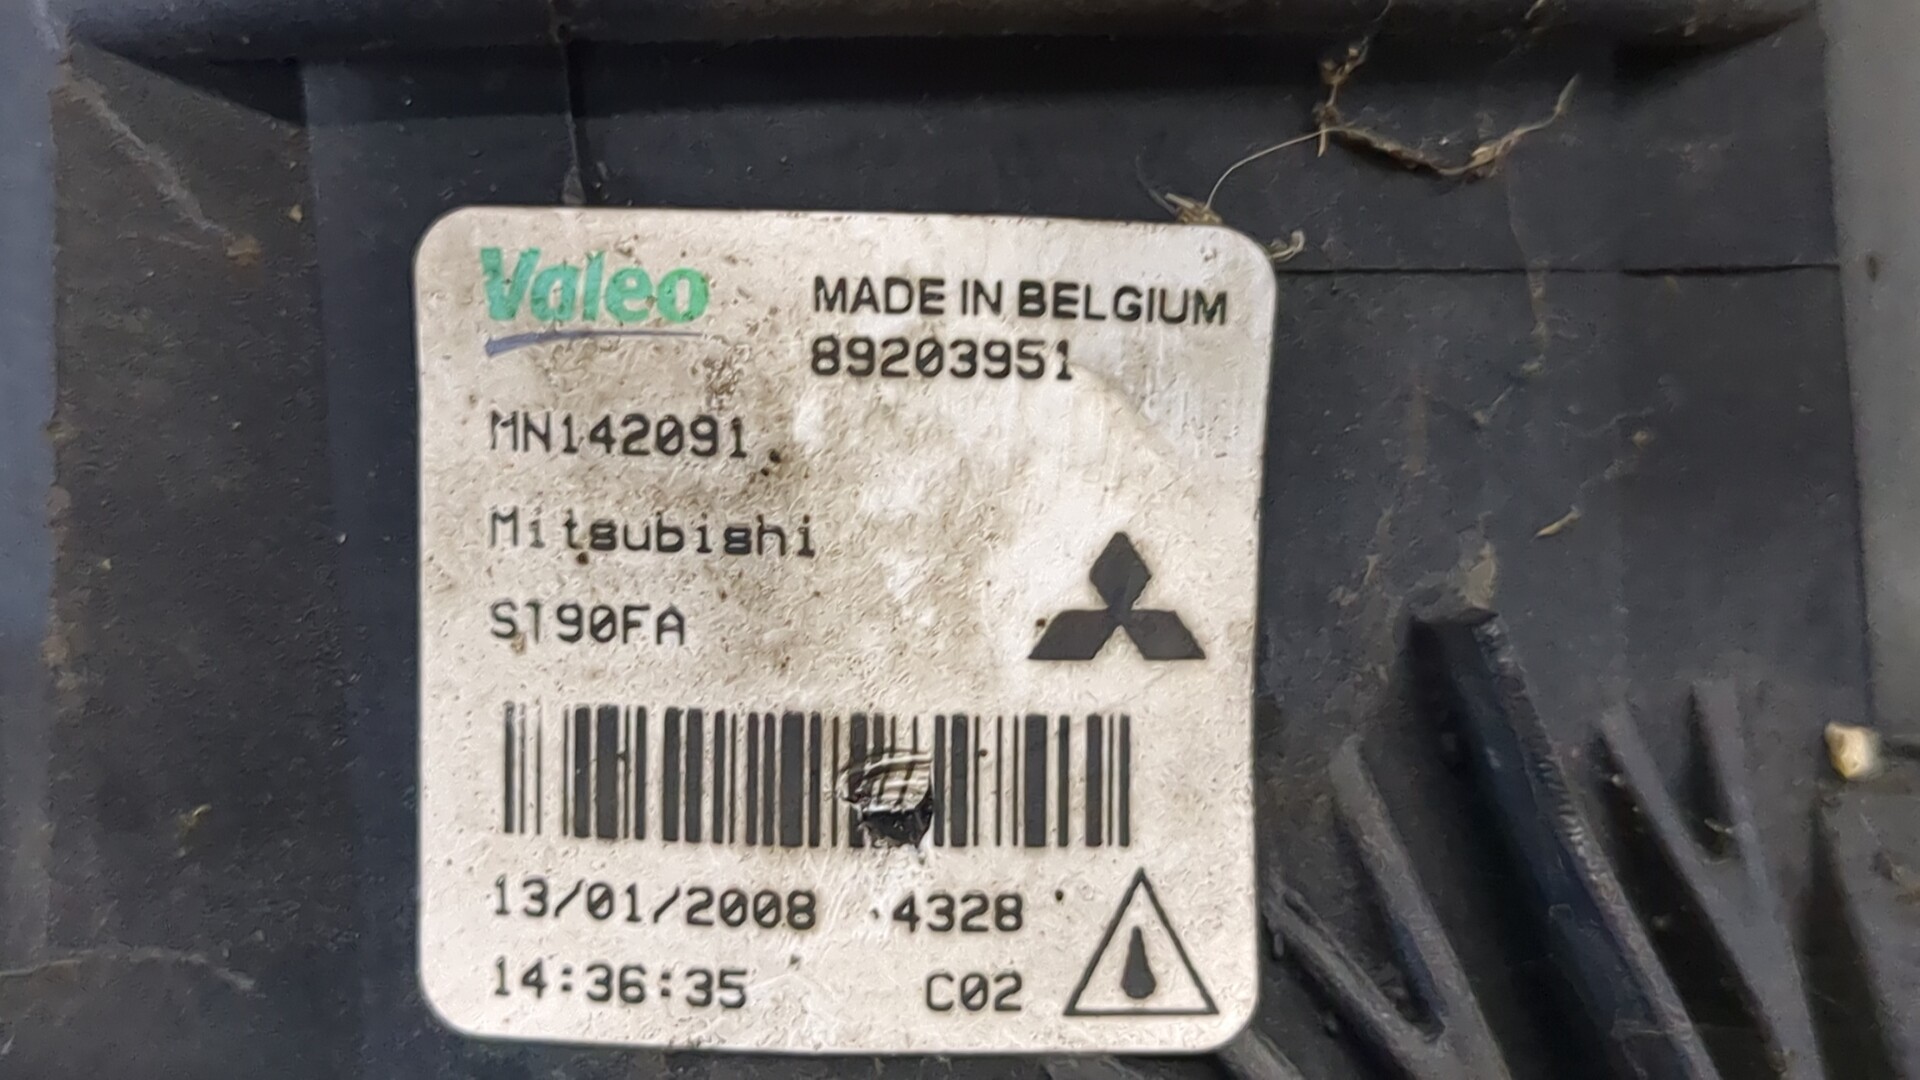 Valeo
MADE IN BELGIUM
89203951
MN142091
Mitsubishi
S190FA
13/01/2008 4328
14:36:35 C02